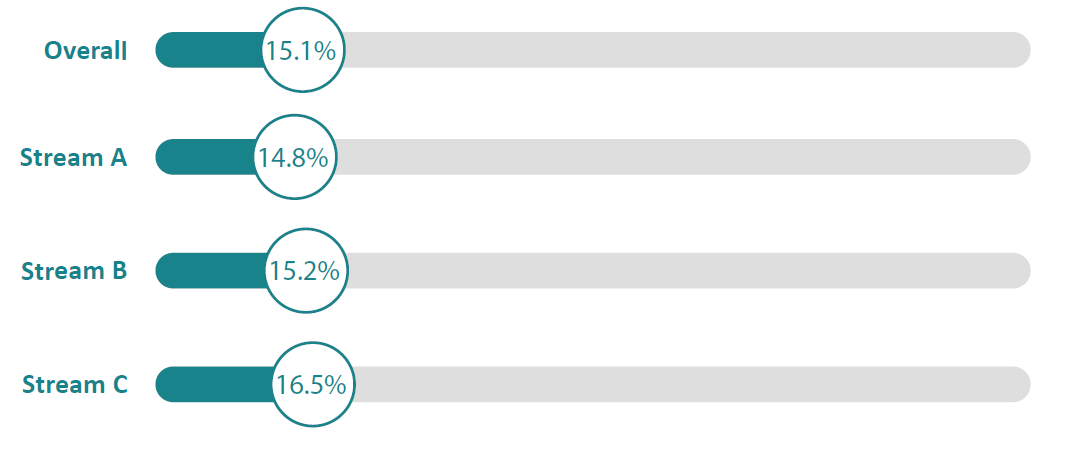 Overall 15.1%
Stream A 14.8%
Stream B 15.2%
Stream C 16.5%